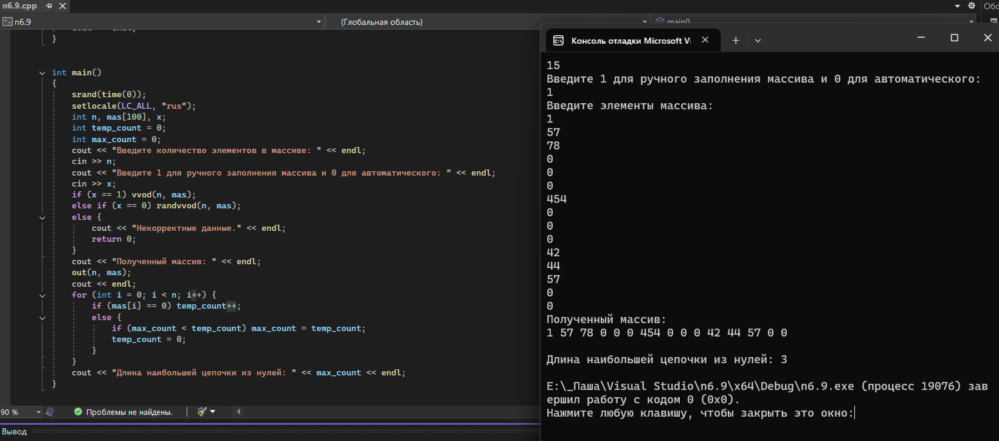 n6.9.cpp
Обо
n6.9 (Глобальная область) main()
}
int main()
{
srand(time(0));
setlocale(LC_ALL, "rus");
int n, mas[100], x;
int temp_count = 0;
int max_count = 0;
cout << "Введите количество элементов в массиве: " << endl;
cin >> n;
cout << "Введите 1 для ручного заполнения массива и 0 для автоматического: " << endl;
cin >> x;
if (x == 1) vvod(n, mas);
else if (x == 0) randvvod(n, mas);
else {
cout << "Некорректные данные." << endl;
return 0;
}
cout << "Полученный массив: " << endl;
out(n, mas);
cout << endl;
for (int i = 0; i < n; i++) {
if (mas[i] == 0) temp_count++;
else {
if (max_count < temp_count) max_count = temp_count;
temp_count = 0;
}
}
cout << "Длина наибольшей цепочки из нулей: " << max_count << endl;
}
90 % Проблемы не найдены.
Вывод
Консоль отладки Microsoft Vi
15
Введите 1 для ручного заполнения массива и 0 для автоматического:
1
Введите элементы массива:
1
57
78
0
0
0
454
0
0
0
42
44
57
0
0
Полученный массив:
1 57 78 0 0 0 454 0 0 0 42 44 57 0 0
Длина наибольшей цепочки из нулей: 3
E:\_Паша\Visual Studio\n6.9\x64\Debug\n6.9.exe (процесс 19076) зав
ершил работу с кодом 0 (0x0).
Нажмите любую клавишу, чтобы закрыть это окно: